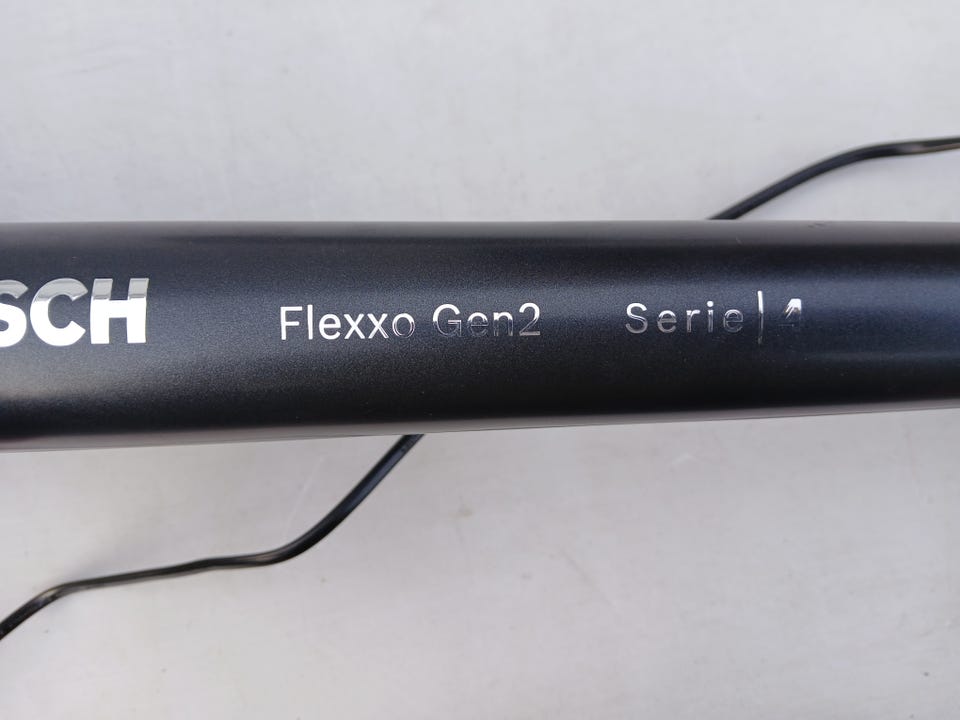 SCH Flexxo Gen2 Serie | 4